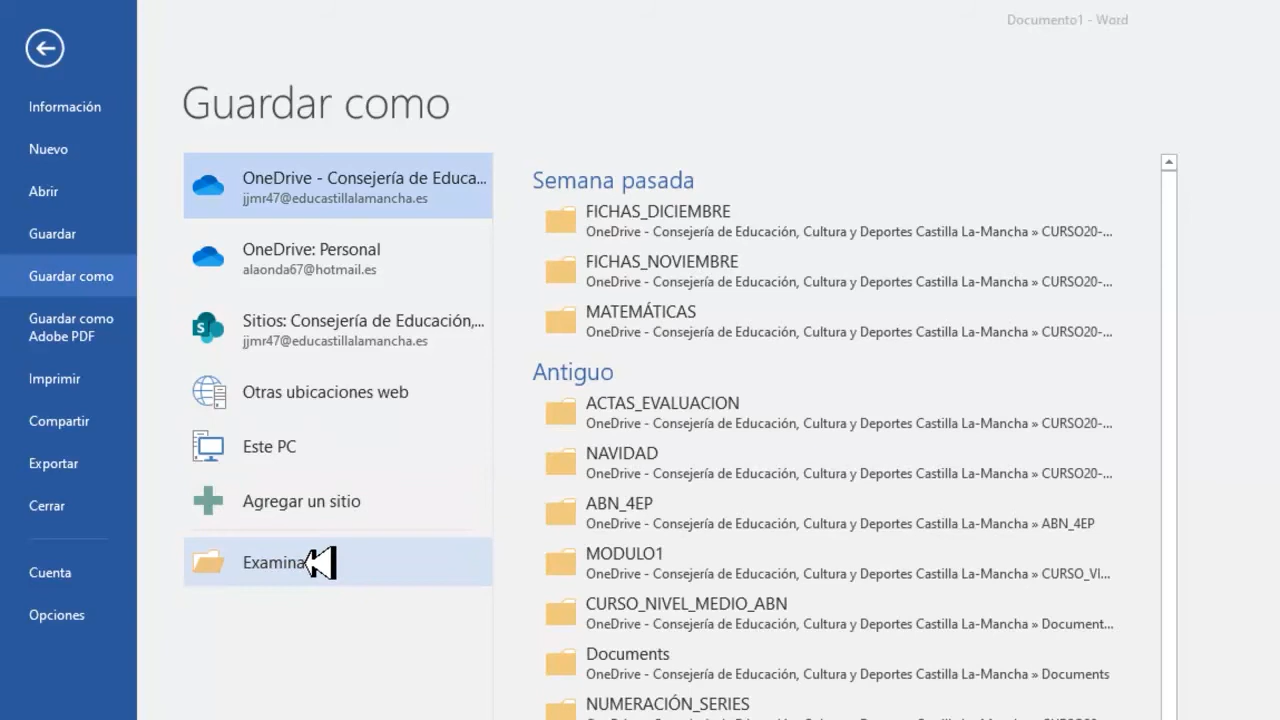 Documento1 - Word
Información
Nuevo
Abrir
Guardar
Guardar como
Guardar como
Adobe PDF
Imprimir
Compartir
Exportar
Cerrar
Cuenta
Opciones
Guardar como
OneDrive - Consejería de Educa...
jjmr47@educastillalamancha.es
OneDrive: Personal
alaonda67@hotmail.es
Sitios: Consejería de Educación,...
jjmr47@educastillalamancha.es
Otras ubicaciones web
Este PC
Agregar un sitio
Examina
Semana pasada
FICHAS_DICIEMBRE
OneDrive - Consejería de Educación, Cultura y Deportes Castilla La-Mancha » CURSO20-...
FICHAS_NOVIEMBRE
OneDrive - Consejería de Educación, Cultura y Deportes Castilla La-Mancha » CURSO20-...
MATEMÁTICAS
OneDrive - Consejería de Educación, Cultura y Deportes Castilla La-Mancha » CURSO20-...
Antiguo
ACTAS_EVALUACION
OneDrive - Consejería de Educación, Cultura y Deportes Castilla La-Mancha » CURSO20-...
NAVIDAD
OneDrive - Consejería de Educación, Cultura y Deportes Castilla La-Mancha » CURSO20-...
ABN_4EP
OneDrive - Consejería de Educación, Cultura y Deportes Castilla La-Mancha » ABN_4EP
MODULO1
OneDrive - Consejería de Educación, Cultura y Deportes Castilla La-Mancha » CURSO_VI...
CURSO_NIVEL_MEDIO_ABN
OneDrive - Consejería de Educación, Cultura y Deportes Castilla La-Mancha » Document...
Documents
OneDrive - Consejería de Educación, Cultura y Deportes Castilla La-Mancha » Documents
NUMERACIÓN_SERIES